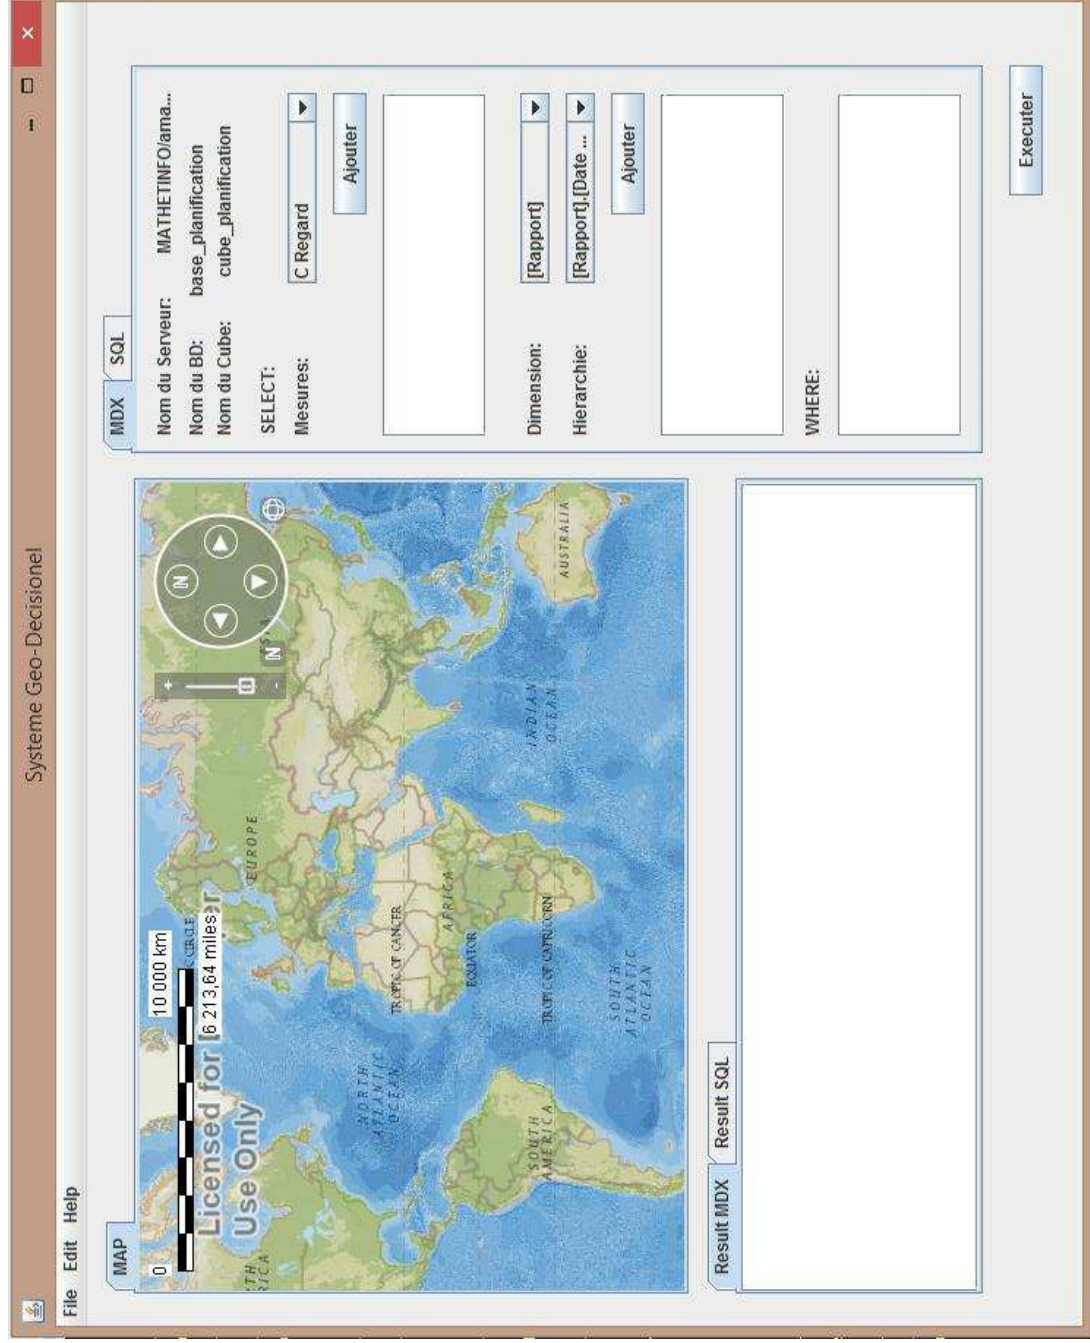 Systeme Geo-Decisionel
File Edit Help
MAP
0 10 000 km
6 213,64 miles
Licensed for
Use Only
C CIRCLE
EUROPE
TROPIC OF CANCER
NORTH
ATLANTIC
OCEAN
AFRICA
EQUATOR
INDIAN
OCEAN
SOUTH
AMERICA
TROPIC OF CAPRICORN
AUSTRALIA
SOUTH
ATLANTIC
OCEAN
N
N
+
-
MDX SQL
Nom du Serveur: MATHETINFO/ama...
Nom du BD: base_planification
Nom du Cube: cube_planification
SELECT:
Mesures: C Regard
Ajouter
Dimension: [Rapport]
Hierarchie: [Rapport].[Date ...
Ajouter
WHERE:
Result MDX Result SQL
Executer